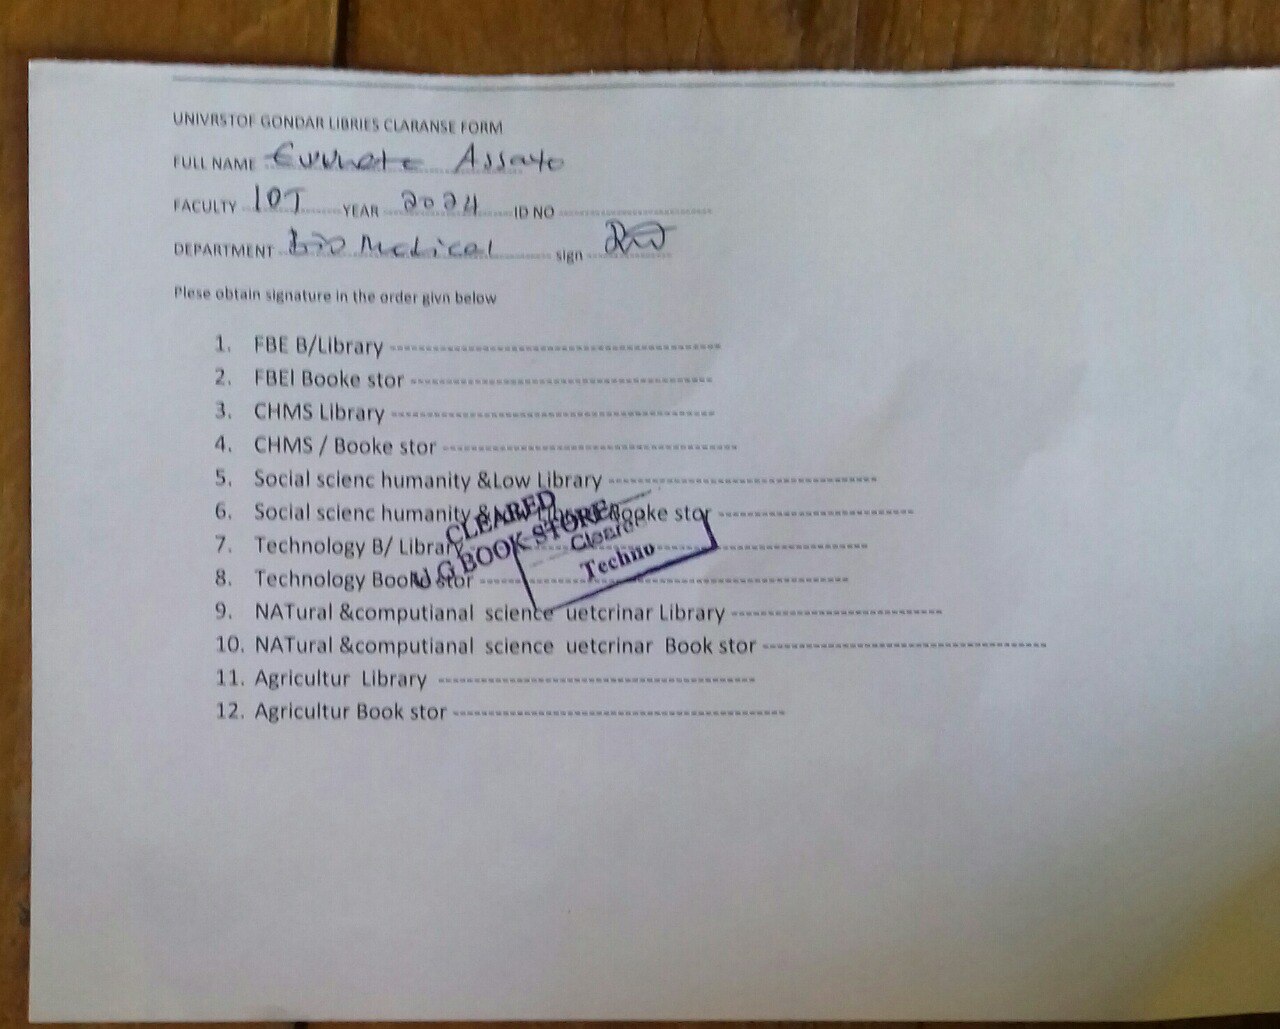 UNIVRSTOF GONDAR LIBRIES CLARANSE FORM
FULL NAME Assayo
FACULTY IOT YEAR 2024 ID NO
DEPARTMENT bio Medical sign
Plese obtain signature in the order givn below
1. FBE B/Library
2. FBEI Booke stor
3. CHMS Library
4. CHMS / Booke stor
5. Social scienc humanity &Low Library
6. Social scienc humanity Booke stor
7. Technology B/ Library
8. Technology Book stor
CLEARED
U G BOOK STORE
Cleared
Techno
9. NATural &computianal science uetcrinar Library
10. NATural &computianal science uetcrinar Book stor
11. Agricultur Library
12. Agricultur Book stor